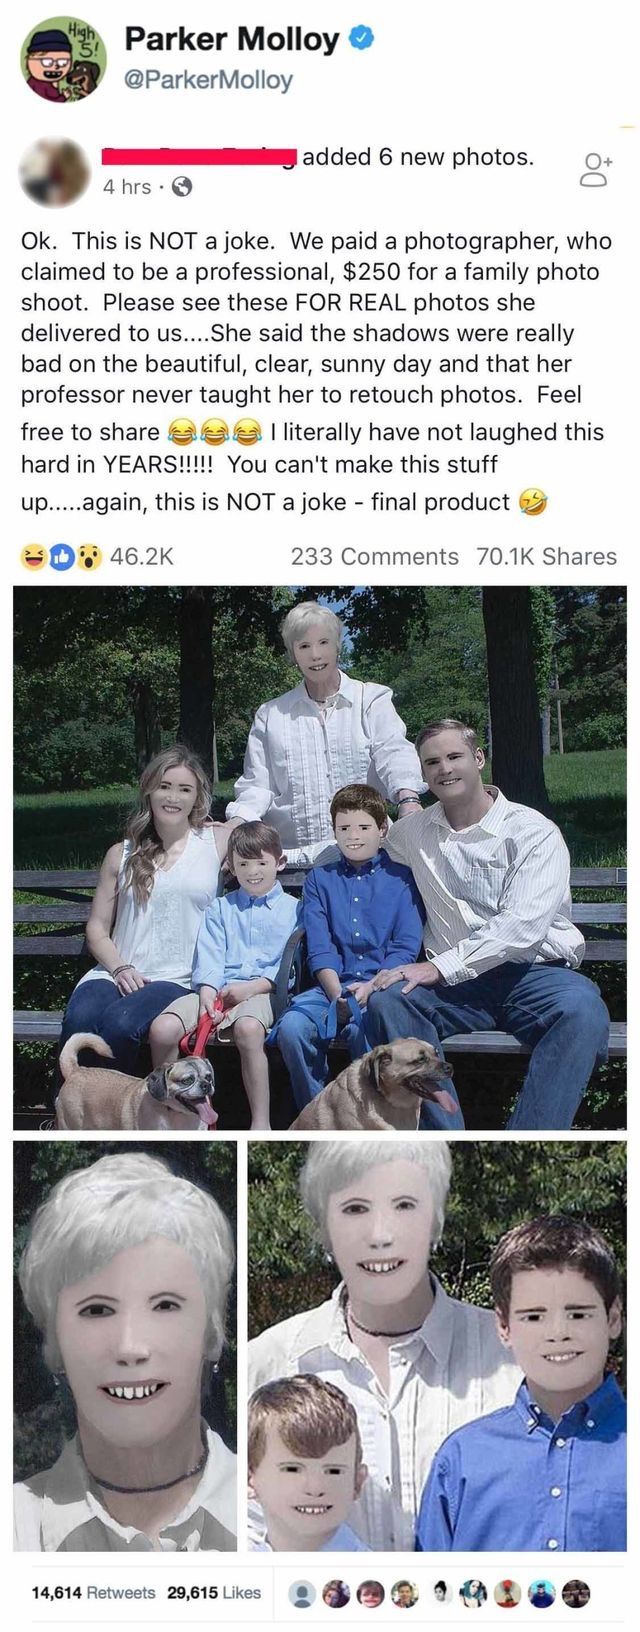 High
5!
Parker Molloy
@ParkerMolloy
added 6 new photos.
4 hrs ·
Ok. This is NOT a joke. We paid a photographer, who
claimed to be a professional, $250 for a family photo
shoot. Please see these FOR REAL photos she
delivered to us....She said the shadows were really
bad on the beautiful, clear, sunny day and that her
professor never taught her to retouch photos. Feel
free to share 😂😂😂 I literally have not laughed this
hard in YEARS!!!!! You can't make this stuff
up.....again, this is NOT a joke - final product 🤣
46.2K 233 Comments 70.1K Shares
14,614 Retweets 29,615 Likes